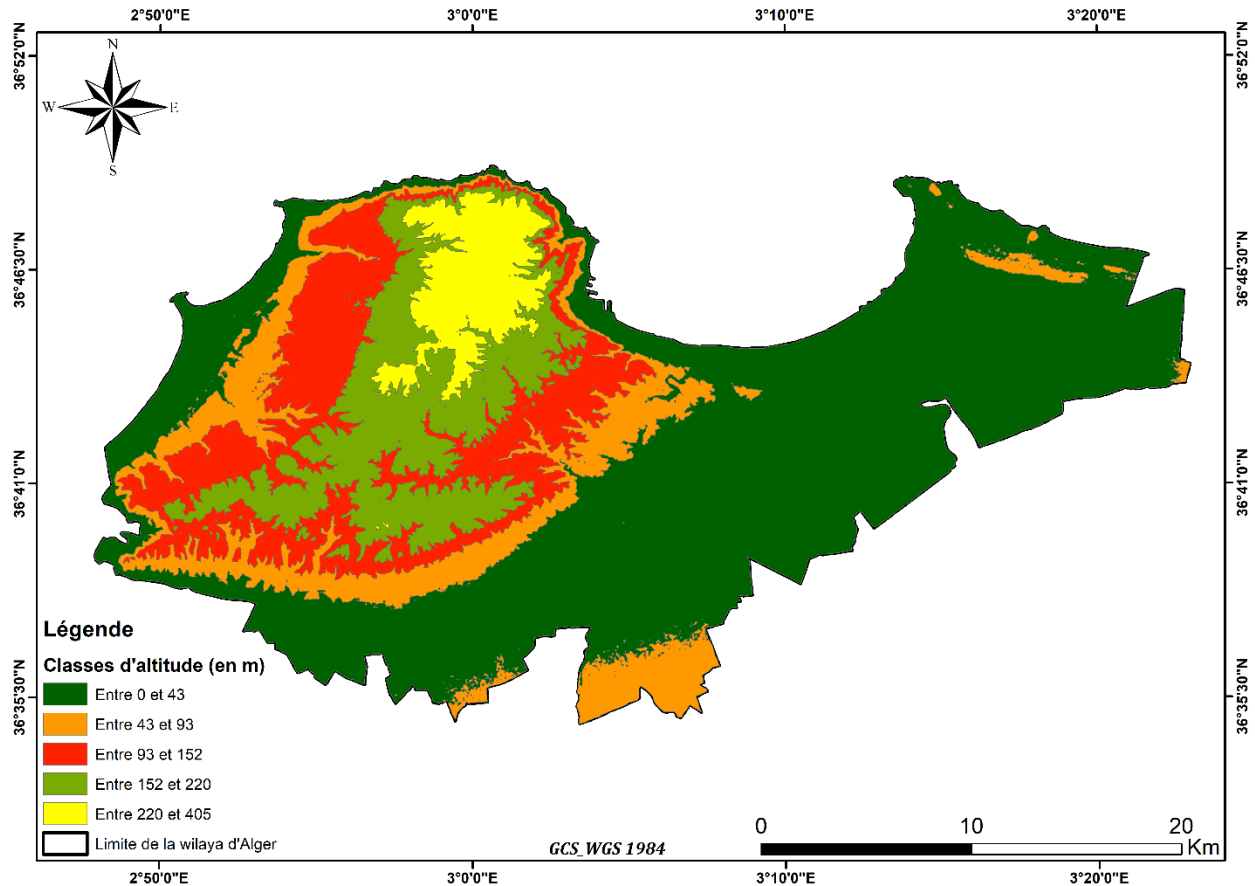 2°50'0"E 3°0'0"E 3°10'0"E 3°20'0"E
36°52'0"N
36°52'0"N
N
W E
S
36°46'30"N
36°46'30"N
36°41'0"N
36°41'0"N
36°35'30"N
36°35'30"N
Légende
Classes d'altitude (en m)
Entre 0 et 43
Entre 43 et 93
Entre 93 et 152
Entre 152 et 220
Entre 220 et 405
Limite de la wilaya d'Alger
GCS_WGS 1984
0 10 20
Km
2°50'0"E 3°0'0"E 3°10'0"E 3°20'0"E